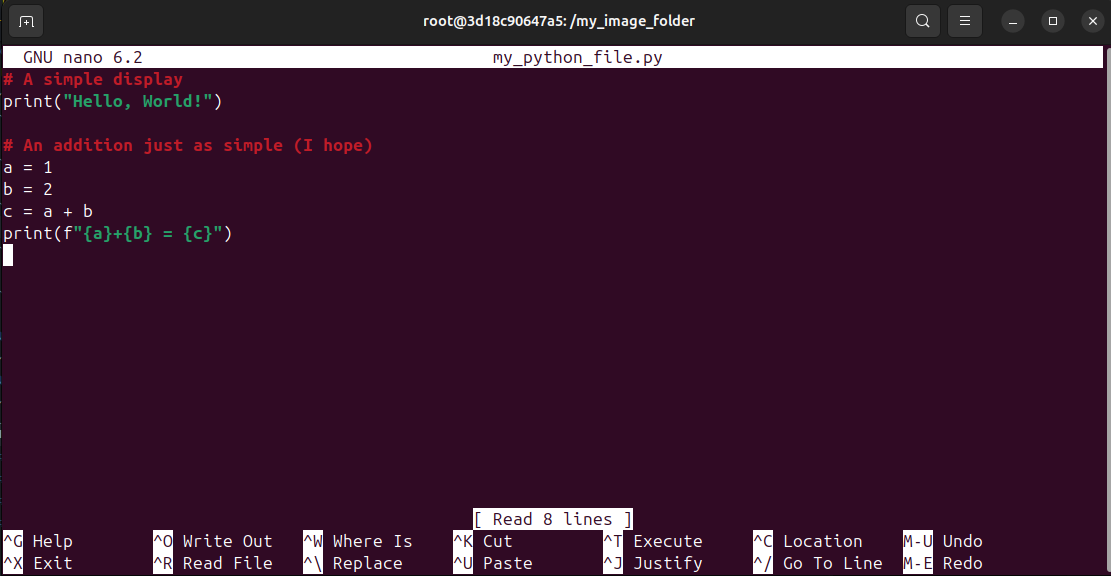 root@3d18c90647a5: /my_image_folder
GNU nano 6.2 my_python_file.py
# A simple display
print("Hello, World!")

# An addition just as simple (I hope)
a = 1
b = 2
c = a + b
print(f"{a}+{b} = {c}")
[ Read 8 lines ]
^G Help ^O Write Out ^W Where Is ^K Cut ^T Execute ^C Location M-U Undo
^X Exit ^R Read File ^\ Replace ^U Paste ^J Justify ^/ Go To Line M-E Redo